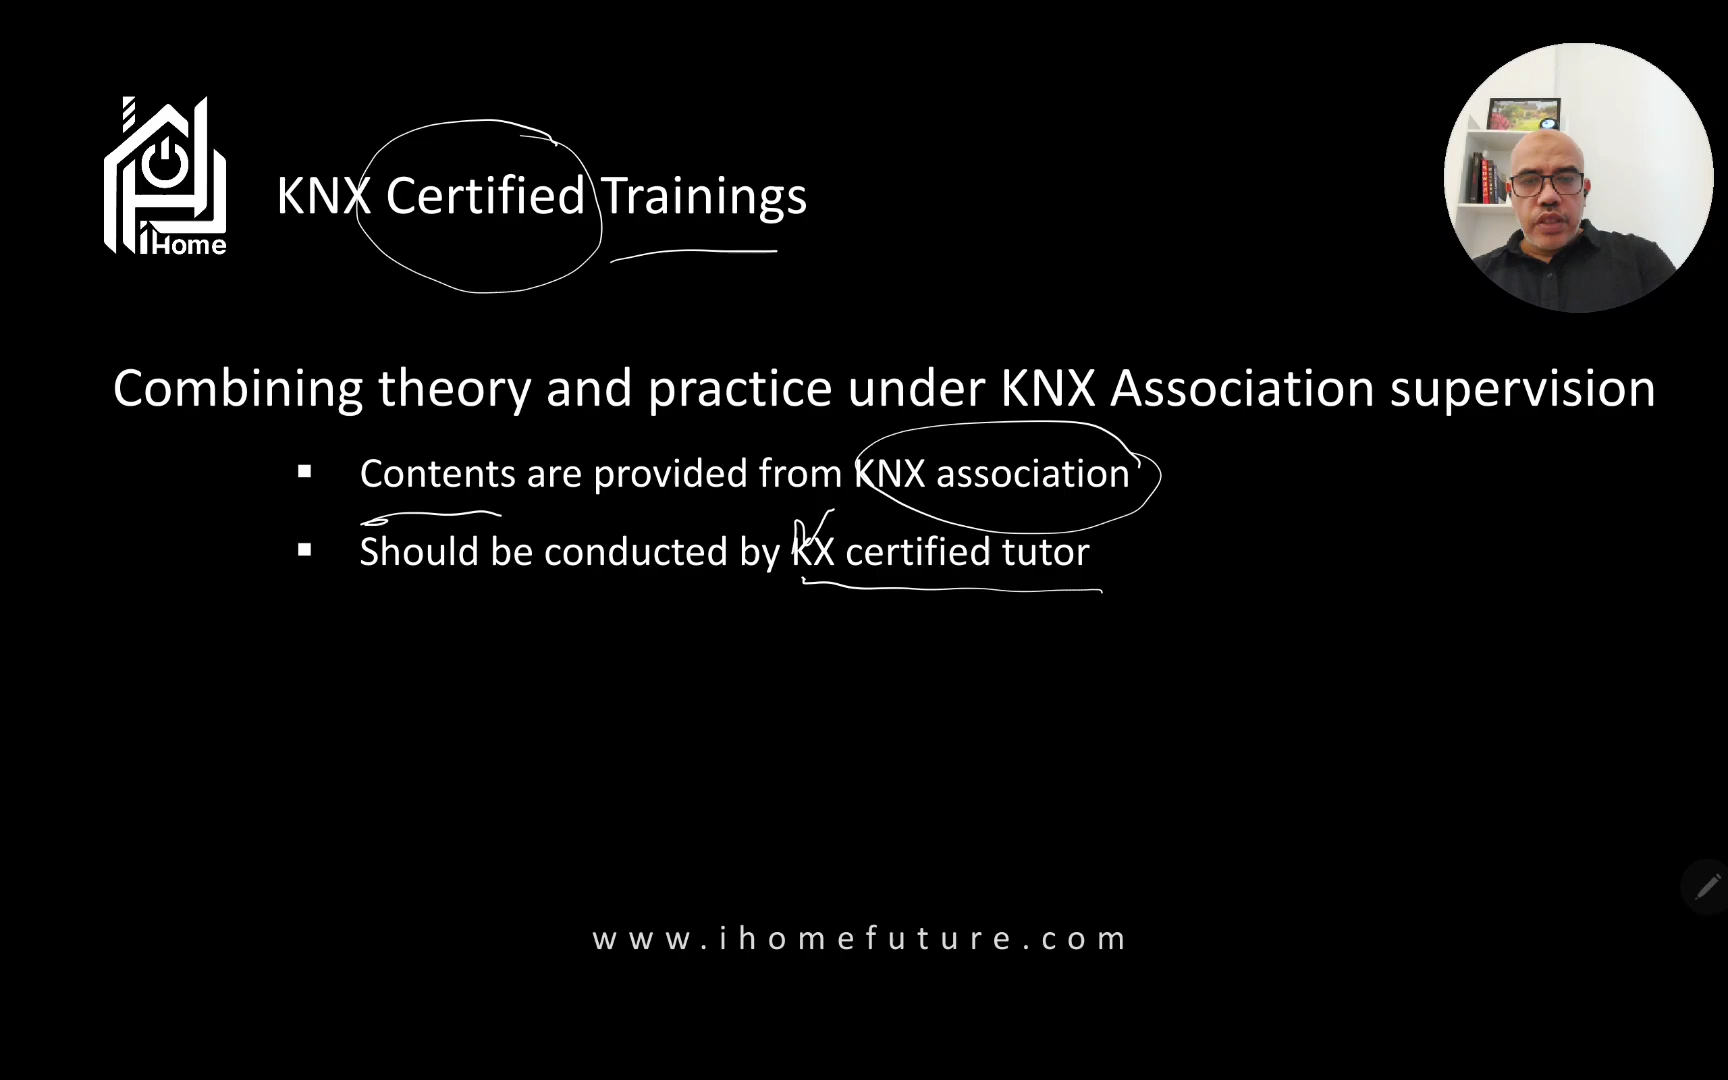 iHome
KNX Certified Trainings
Combining theory and practice under KNX Association supervision
▪ Contents are provided from KNX association
▪ Should be conducted by KX certified tutor
www.ihomefuture.com